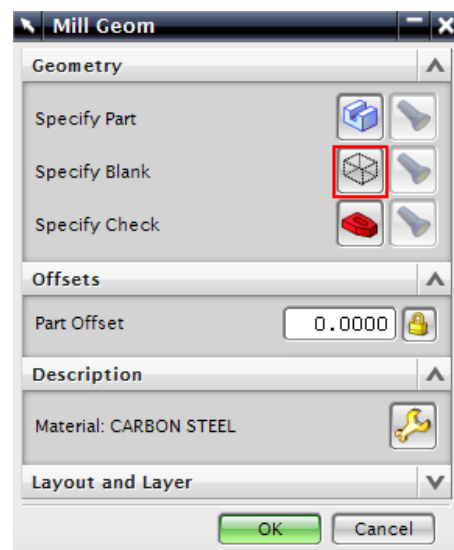 Mill Geom
Geometry
Specify Part
Specify Blank
Specify Check
Offsets
Part Offset 0.0000
Description
Material: CARBON STEEL
Layout and Layer
OK Cancel